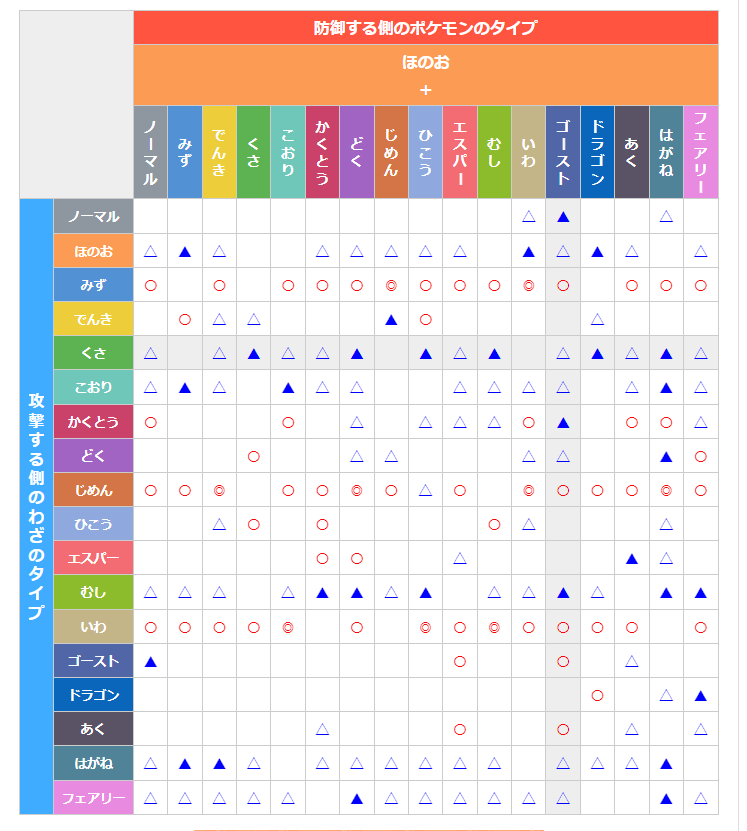 防御する側のポケモンのタイプ
ほのお
+
ノーマル みず でんき くさ こおり かくとう どく じめん ひこう エスパー むし いわ ゴースト ドラゴン あく はがね フェアリー
攻撃する側のわざのタイプ
ノーマル △ ▲ △
ほのお △ ▲ △ △ △ △ △ △ ▲ △ ▲ △ △
みず ○ ○ ○ ○ ○ ◎ ○ ○ ○ ◎ ○ ○ ○ ○
でんき ○ △ △ ▲ ○ △
くさ △ △ ▲ △ △ ▲ ▲ △ ▲ △ ▲ △ ▲ △
こおり △ ▲ △ ▲ △ △ △ △ △ △ △ ▲ △
かくとう ○ ○ △ △ △ △ ○ ▲ ○ ○ △
どく ○ △ △ △ △ ▲ ○
じめん ○ ○ ◎ ○ ○ ◎ ○ △ ○ ◎ ○ ○ ○ ◎ ○
ひこう △ ○ ○ ○ △ △
エスパー ○ ○ △ ▲ △
むし △ △ △ △ ▲ ▲ △ ▲ △ △ ▲ △ ▲ ▲
いわ ○ ○ ○ ○ ◎ ○ ◎ ○ ◎ ○ ○ ○ ○ ○
ゴースト ▲ ○ ○ △
ドラゴン ○ △ ▲
あく △ ○ ○ △ △
はがね △ ▲ ▲ △ △ △ △ △ △ △ △ △ △ ▲
フェアリー △ △ △ △ △ ▲ △ △ △ △ △ △ ▲ △